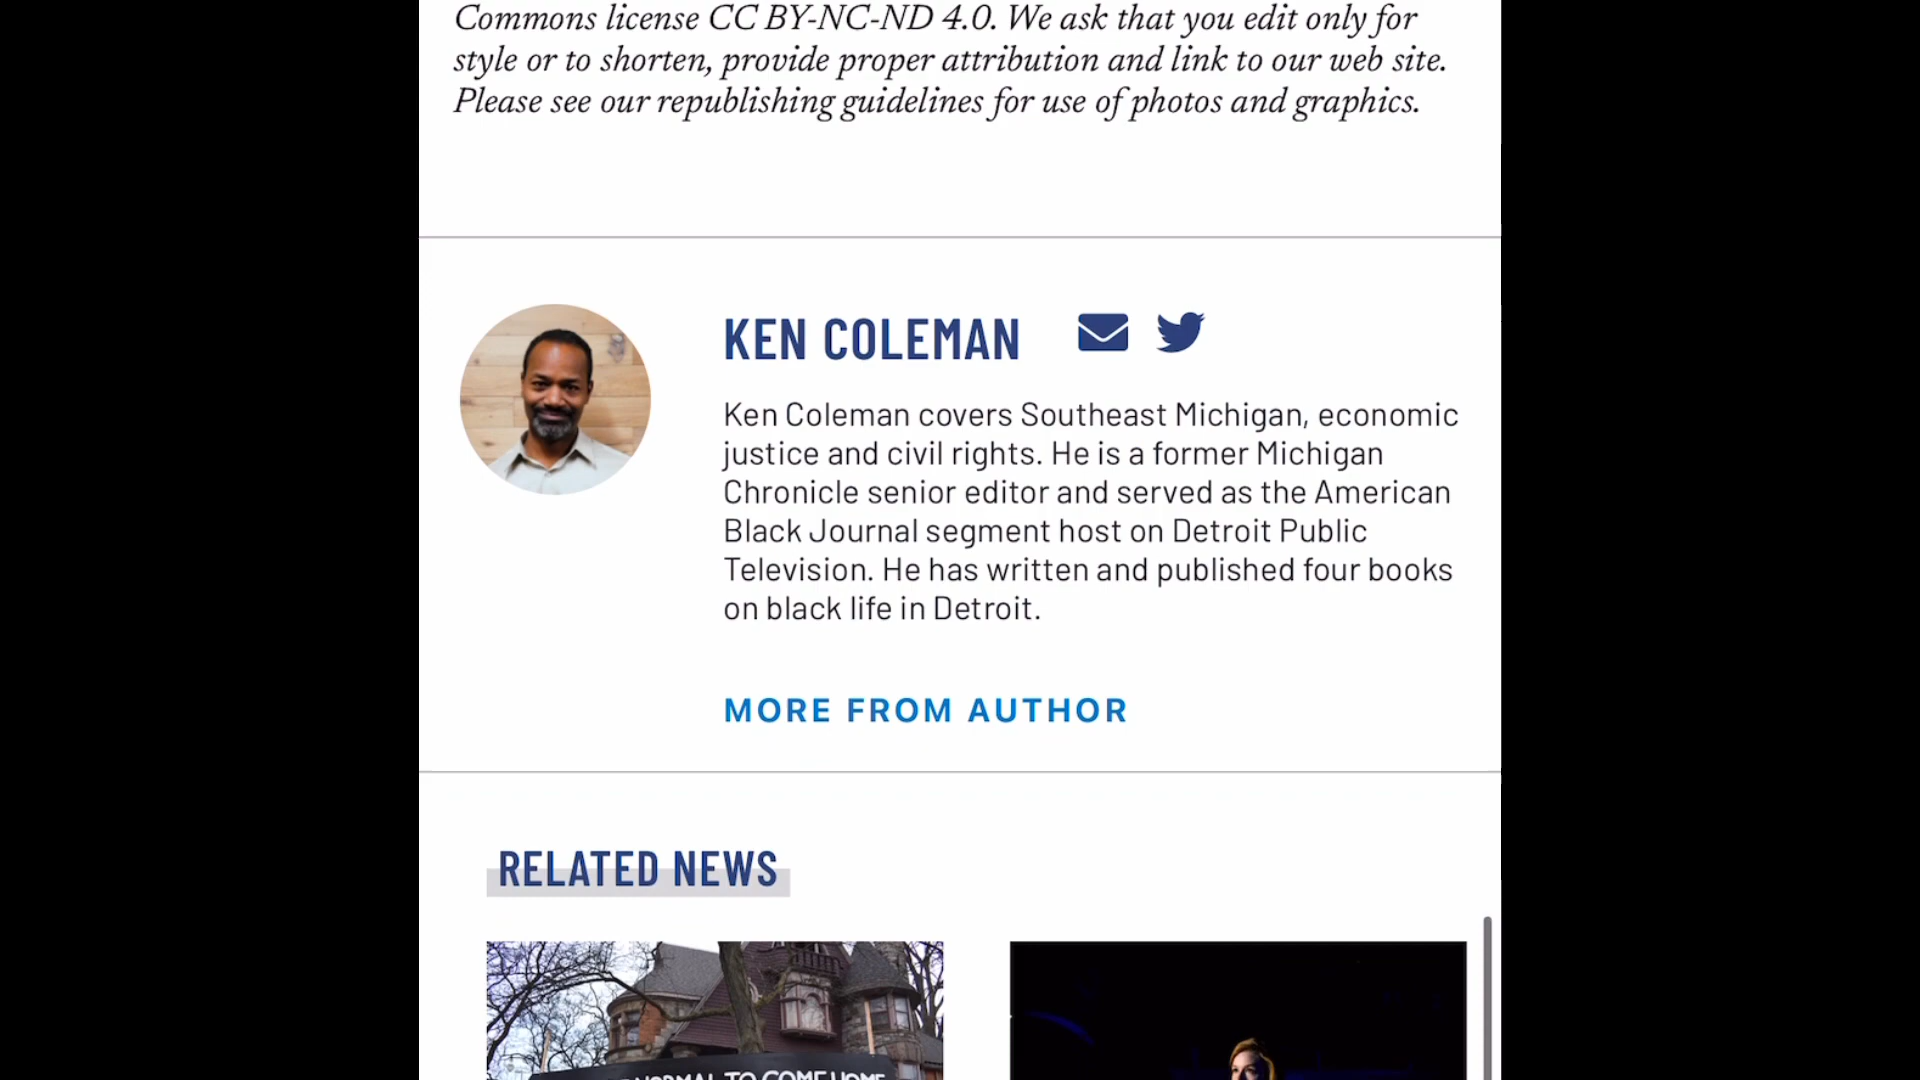 Commons license CC BY-NC-ND 4.0. We ask that you edit only for
style or to shorten, provide proper attribution and link to our web site.
Please see our republishing guidelines for use of photos and graphics.
KEN COLEMAN
Ken Coleman covers Southeast Michigan, economic
justice and civil rights. He is a former Michigan
Chronicle senior editor and served as the American
Black Journal segment host on Detroit Public
Television. He has written and published four books
on black life in Detroit.
MORE FROM AUTHOR
RELATED NEWS
NORMAL TO COME HOME